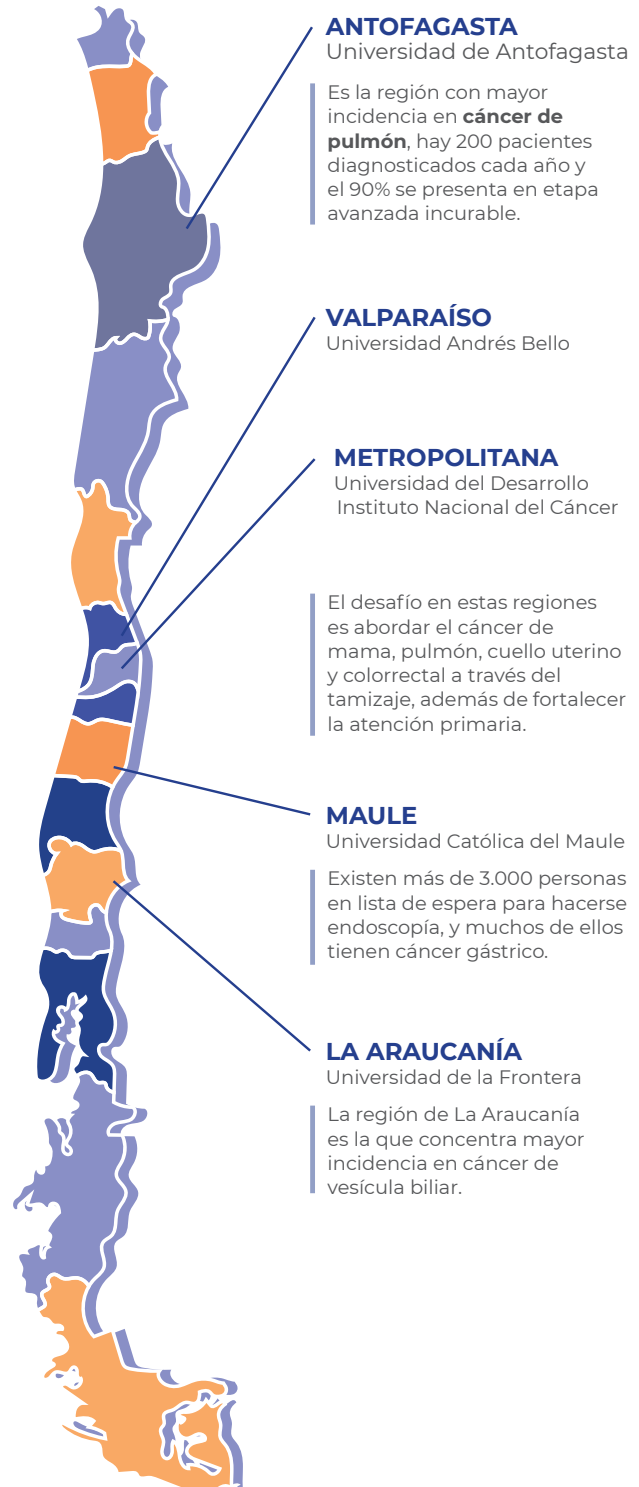 ANTOFAGASTA
Universidad de Antofagasta
Es la región con mayor
incidencia en cáncer de
pulmón, hay 200 pacientes
diagnosticados cada año y
el 90% se presenta en etapa
avanzada incurable.
VALPARAÍSO
Universidad Andrés Bello
METROPOLITANA
Universidad del Desarrollo
Instituto Nacional del Cáncer
El desafío en estas regiones
es abordar el cáncer de
mama, pulmón, cuello uterino
y colorrectal a través del
tamizaje, además de fortalecer
la atención primaria.
MAULE
Universidad Católica del Maule
Existen más de 3.000 personas
en lista de espera para hacerse
endoscopía, y muchos de ellos
tienen cáncer gástrico.
LA ARAUCANÍA
Universidad de la Frontera
La región de La Araucanía
es la que concentra mayor
incidencia en cáncer de
vesícula biliar.